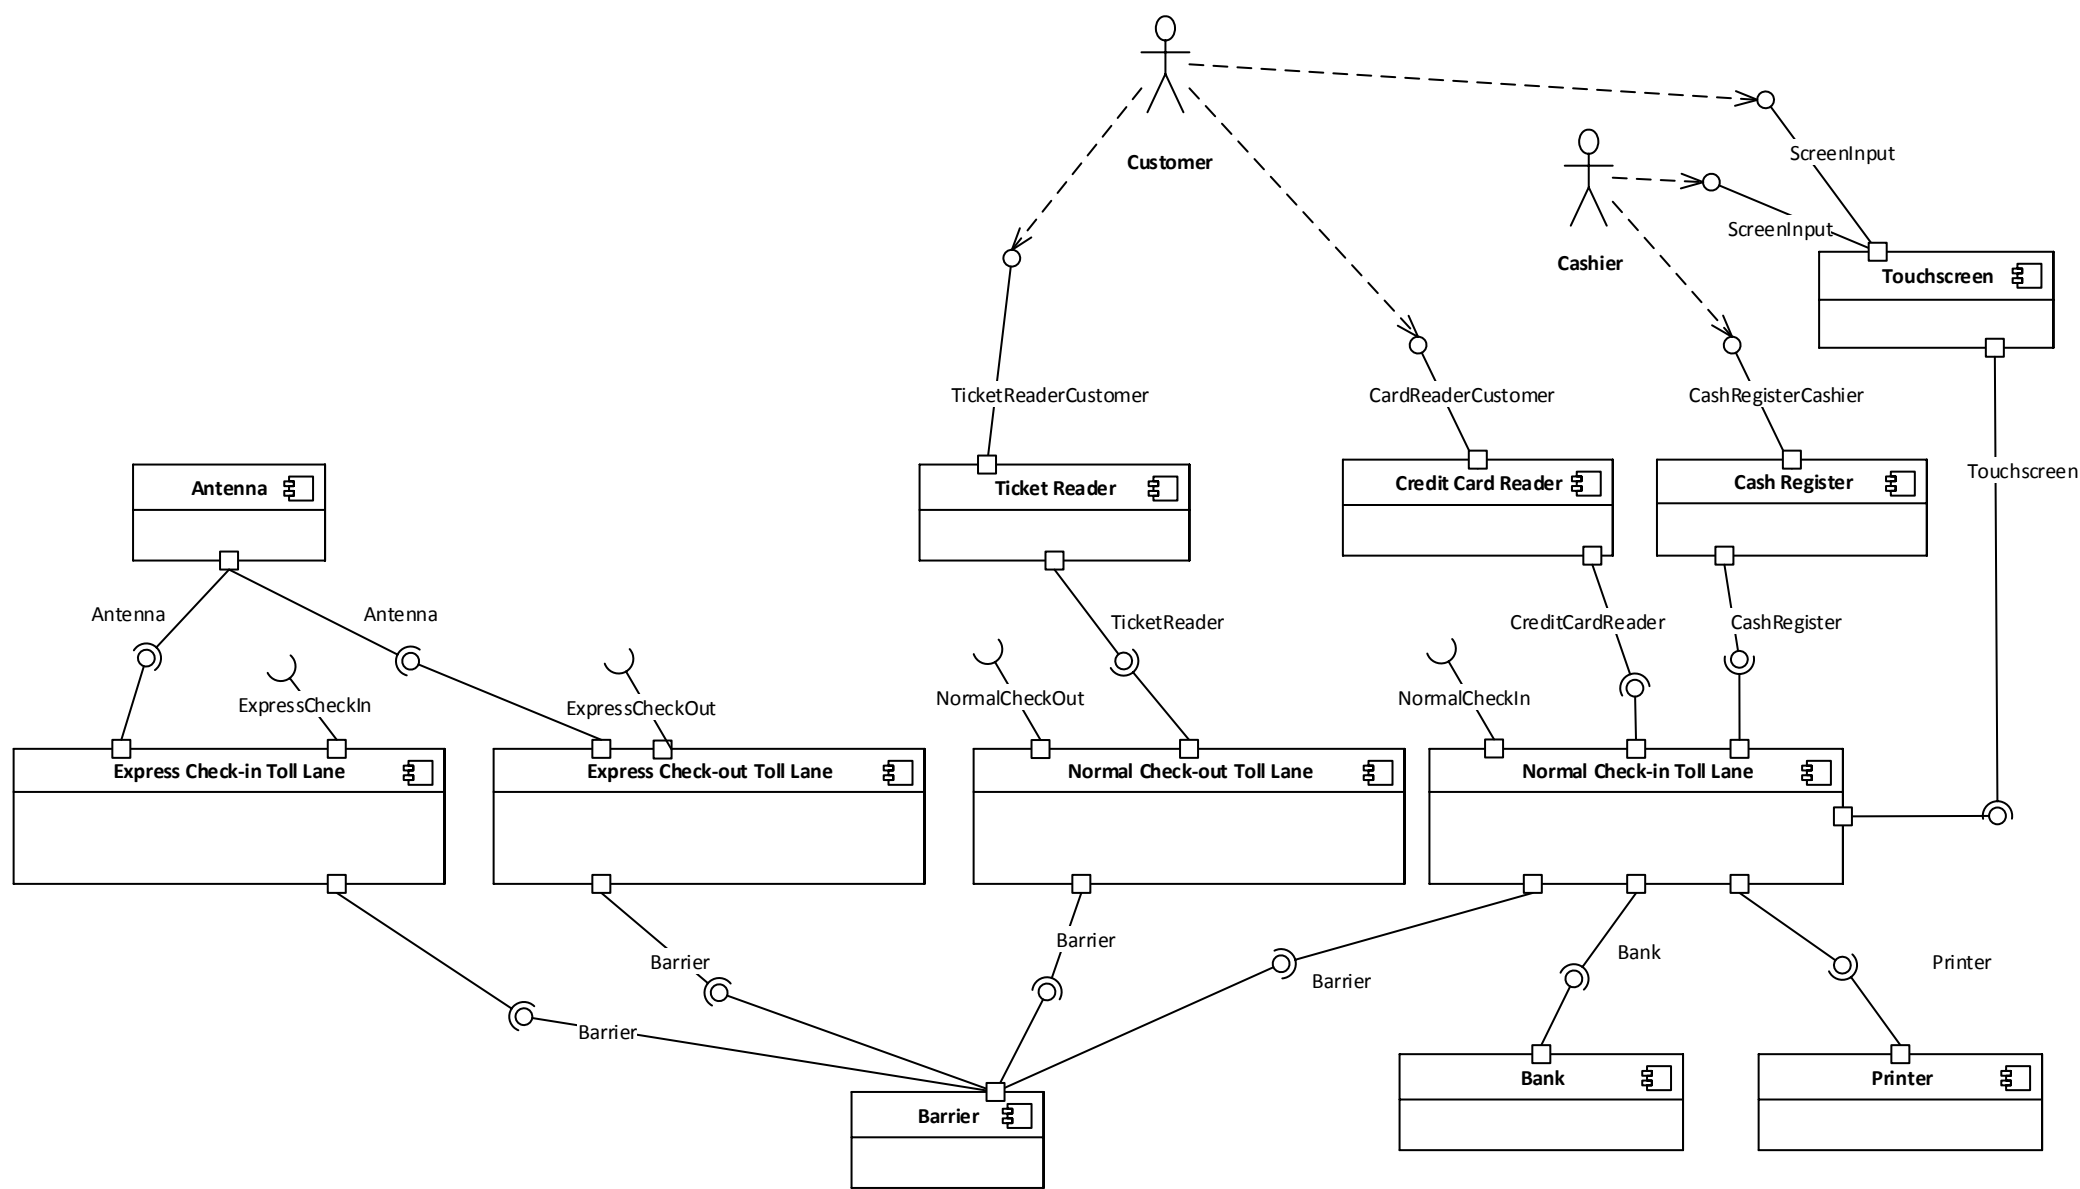 Customer
ScreenInput
ScreenInput
Cashier
Touchscreen
TicketReaderCustomer
CardReaderCustomer
CashRegisterCashier
Touchscreen
Antenna
Ticket Reader
Credit Card Reader
Cash Register
Antenna
Antenna
TicketReader
CreditCardReader
CashRegister
ExpressCheckIn
ExpressCheckOut
NormalCheckOut
NormalCheckIn
Express Check-in Toll Lane
Express Check-out Toll Lane
Normal Check-out Toll Lane
Normal Check-in Toll Lane
Barrier
Barrier
Barrier
Barrier
Bank
Printer
Bank
Printer
Barrier